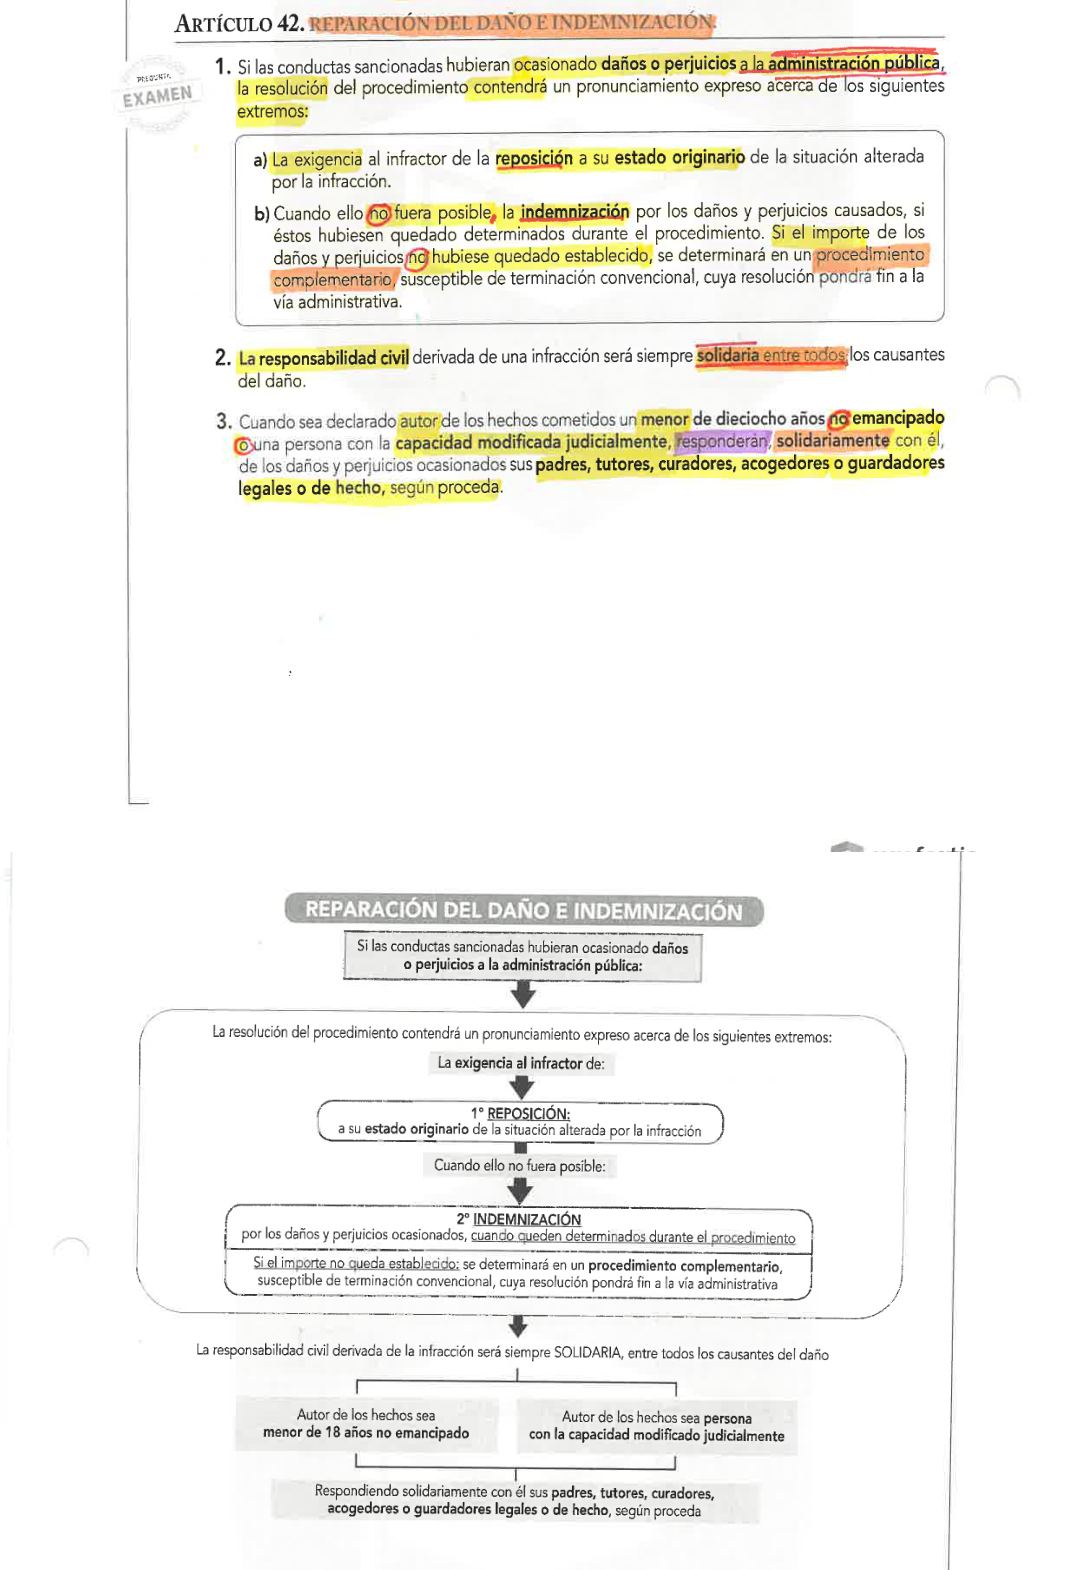 ARTÍCULO 42. REPARACIÓN DEL DAÑO E INDEMNIZACIÓN.
1. Si las conductas sancionadas hubieran ocasionado daños o perjuicios a la administración pública,
PREGUNTA
EXAMEN
la resolución del procedimiento contendrá un pronunciamiento expreso acerca de los siguientes
extremos:
a) La exigencia al infractor de la reposición a su estado originario de la situación alterada
por la infracción.
b) Cuando ello no fuera posible, la indemnización por los daños y perjuicios causados, si
éstos hubiesen quedado determinados durante el procedimiento. Si el importe de los
daños y perjuicios no hubiese quedado establecido, se determinará en un procedimiento
complementario, susceptible de terminación convencional, cuya resolución pondrá fin a la
vía administrativa.
2. La responsabilidad civil derivada de una infracción será siempre solidaria entre todos los causantes
del daño.
3. Cuando sea declarado autor de los hechos cometidos un menor de dieciocho años no emancipado
o una persona con la capacidad modificada judicialmente, responderán, solidariamente con él,
de los daños y perjuicios ocasionados sus padres, tutores, curadores, acogedores o guardadores
legales o de hecho, según proceda.
REPARACIÓN DEL DAÑO E INDEMNIZACIÓN
Si las conductas sancionadas hubieran ocasionado daños
o perjuicios a la administración pública:
La resolución del procedimiento contendrá un pronunciamiento expreso acerca de los siguientes extremos:
La exigencia al infractor de:
1º REPOSICIÓN:
a su estado originario de la situación alterada por la infracción
Cuando ello no fuera posible:
2º INDEMNIZACIÓN
por los daños y perjuicios ocasionados, cuando queden determinados durante el procedimiento
Si el importe no queda establecido: se determinará en un procedimiento complementario,
susceptible de terminación convencional, cuya resolución pondrá fin a la vía administrativa
La responsabilidad civil derivada de la infracción será siempre SOLIDARIA, entre todos los causantes del daño
Autor de los hechos sea
menor de 18 años no emancipado
Autor de los hechos sea persona
con la capacidad modificado judicialmente
Respondiendo solidariamente con él sus padres, tutores, curadores,
acogedores o guardadores legales o de hecho, según proceda